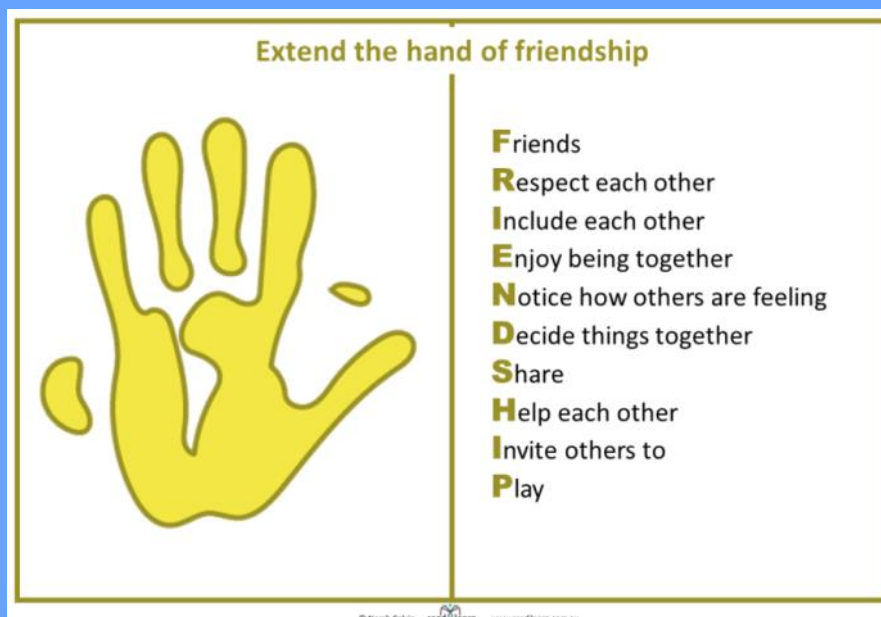 Extend the hand of friendship
Friends
Respect each other
Include each other
Enjoy being together
Notice how others are feeling
Decide things together
Share
Help each other
Invite others to
Play